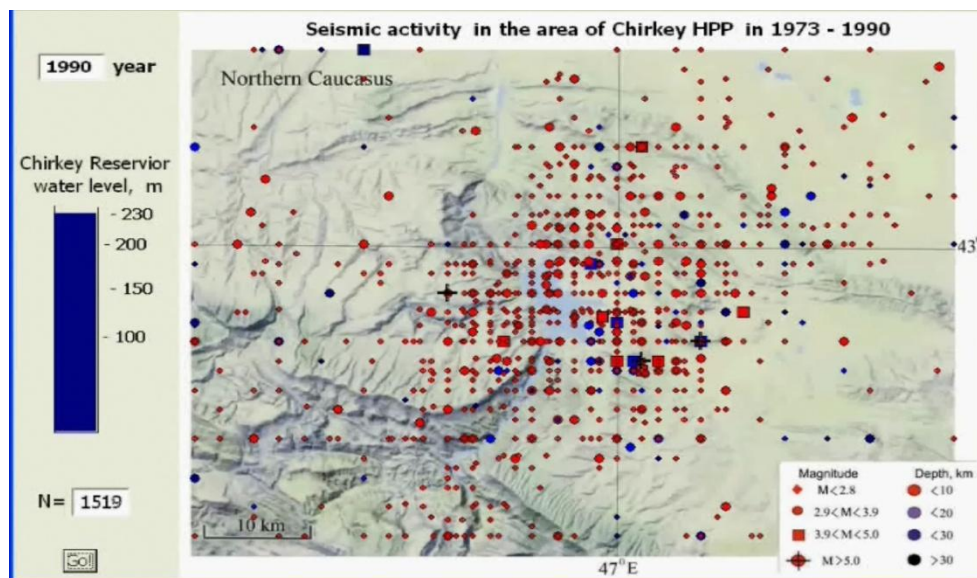 Seismic activity in the area of Chirkey HPP in 1973 - 1990
1990 year
Northern Caucasus
Chirkey Reservior
water level, m
- 230
- 200
- 150
- 100
43°
N= 1519
Go!
10 km
47°E
Magnitude
M<2.8
2.9<M<3.9
3.9<M<5.0
M>5.0
Depth, km
<10
<20
<30
>30